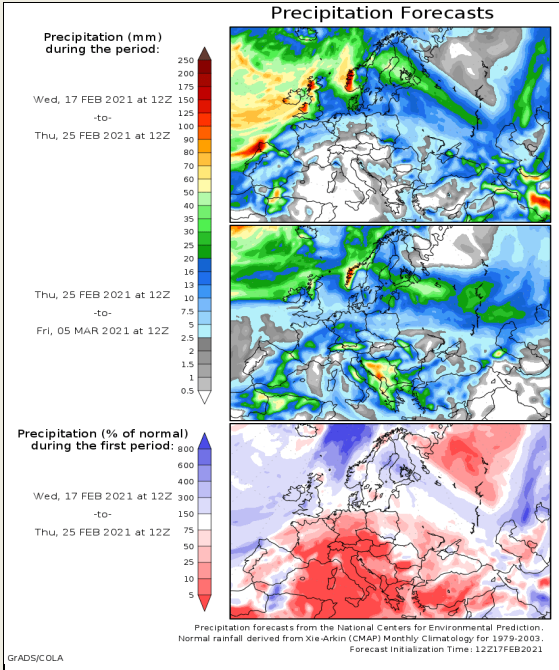 Precipitation Forecasts
Precipitation (mm)
during the period:
Wed, 17 FEB 2021 at 12Z
-to-
Thu, 25 FEB 2021 at 12Z
250
200
175
150
125
100
90
80
70
60
50
40
35
30
25
20
16
13
10
7.5
5
2.5
2
1.5
1
0.5
Thu, 25 FEB 2021 at 12Z
-to-
Fri, 05 MAR 2021 at 12Z
Precipitation (% of normal)
during the first period:
Wed, 17 FEB 2021 at 12Z
-to-
Thu, 25 FEB 2021 at 12Z
800
600
400
300
150
75
50
25
10
5
Precipitation forecasts from the National Centers for Environmental Prediction.
Normal rainfall derived from Xie-Arkin (CMAP) Monthly Climatology for 1979-2003.
Forecast Initialization Time: 12Z17FEB2021
GrADS/COLA